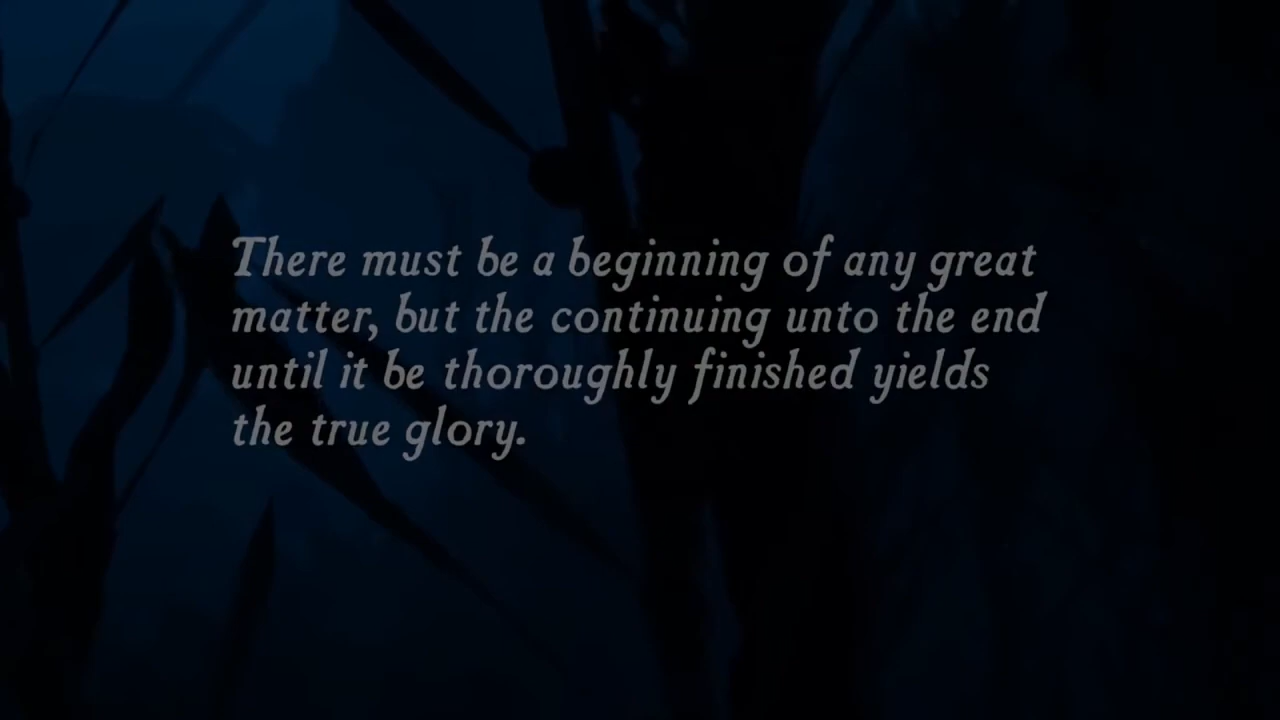 There must be a beginning of any great
matter, but the continuing unto the end
until it be thoroughly finished yields
the true glory.